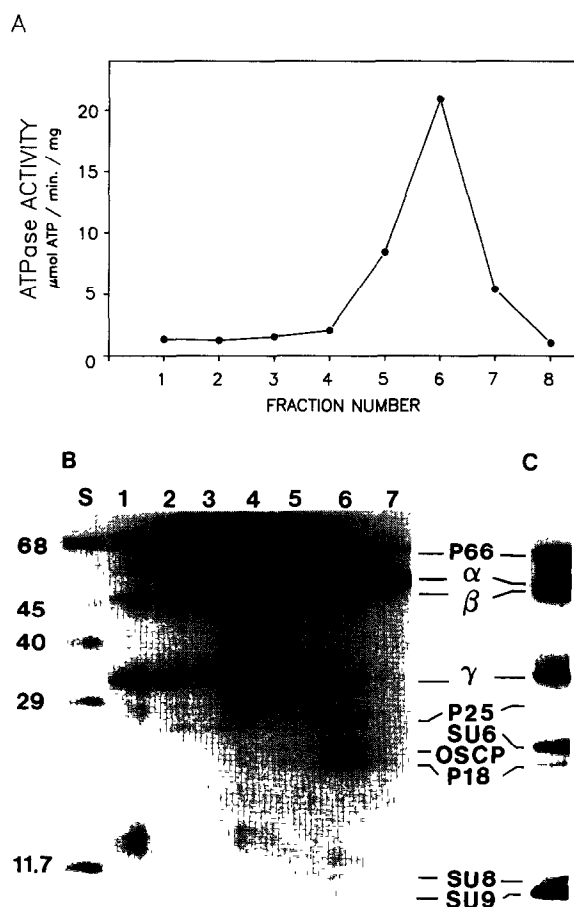 A
ATPase ACTIVITY
μmol ATP / min. / mg
20
15
10
5
0
1 2 3 4 5 6 7 8
FRACTION NUMBER
B
C
S 1 2 3 4 5 6 7
68
45
40
29
11.7
P66
α
β
γ
P25
SU6
OSCP
P18
SU8
SU9